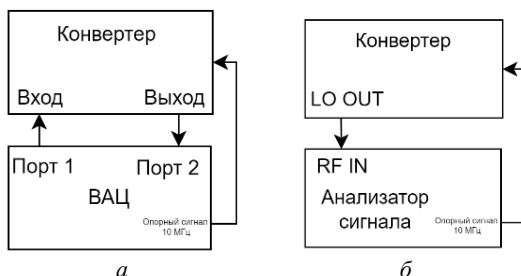 Конвертер
Вход Выход
Порт 1 Порт 2
ВАЦ
Опорный сигнал
10 МГц
а
Конвертер
LO OUT
RF IN
Анализатор
сигнала
Опорный сигнал
10 МГц
б